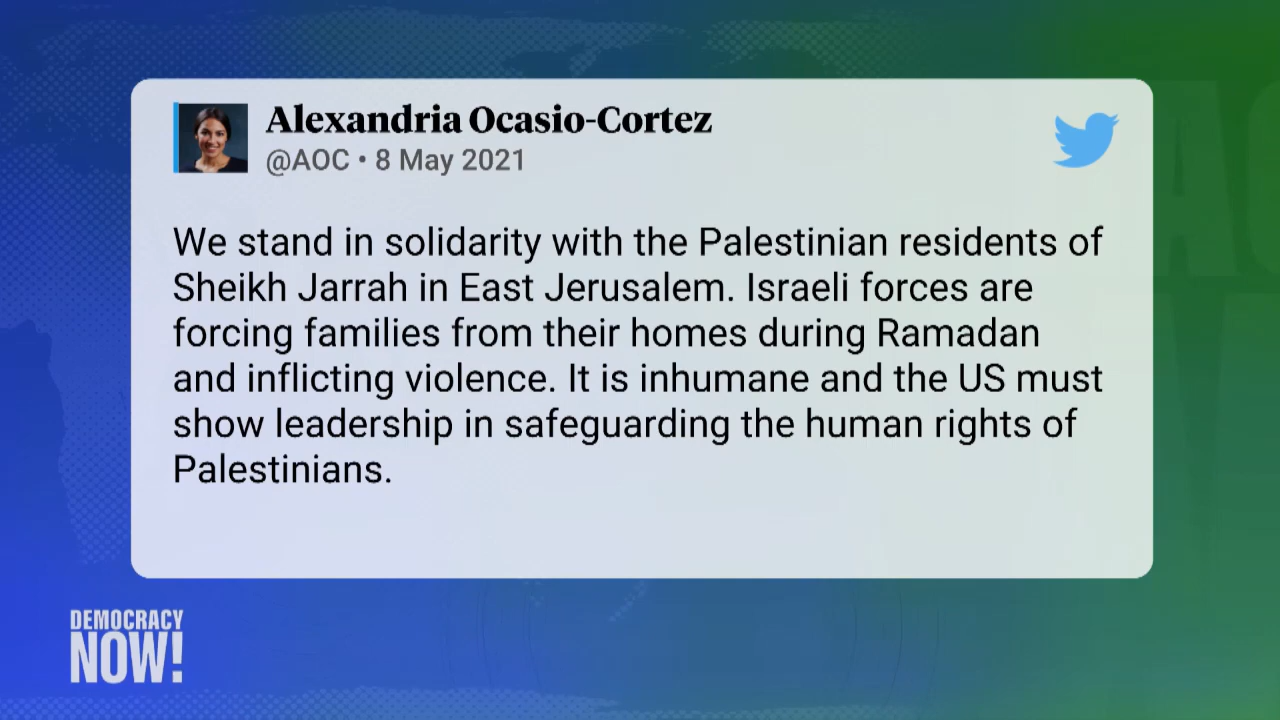 Alexandria Ocasio-Cortez
@AOC • 8 May 2021
We stand in solidarity with the Palestinian residents of
Sheikh Jarrah in East Jerusalem. Israeli forces are
forcing families from their homes during Ramadan
and inflicting violence. It is inhumane and the US must
show leadership in safeguarding the human rights of
Palestinians.
DEMOCRACY
NOW!